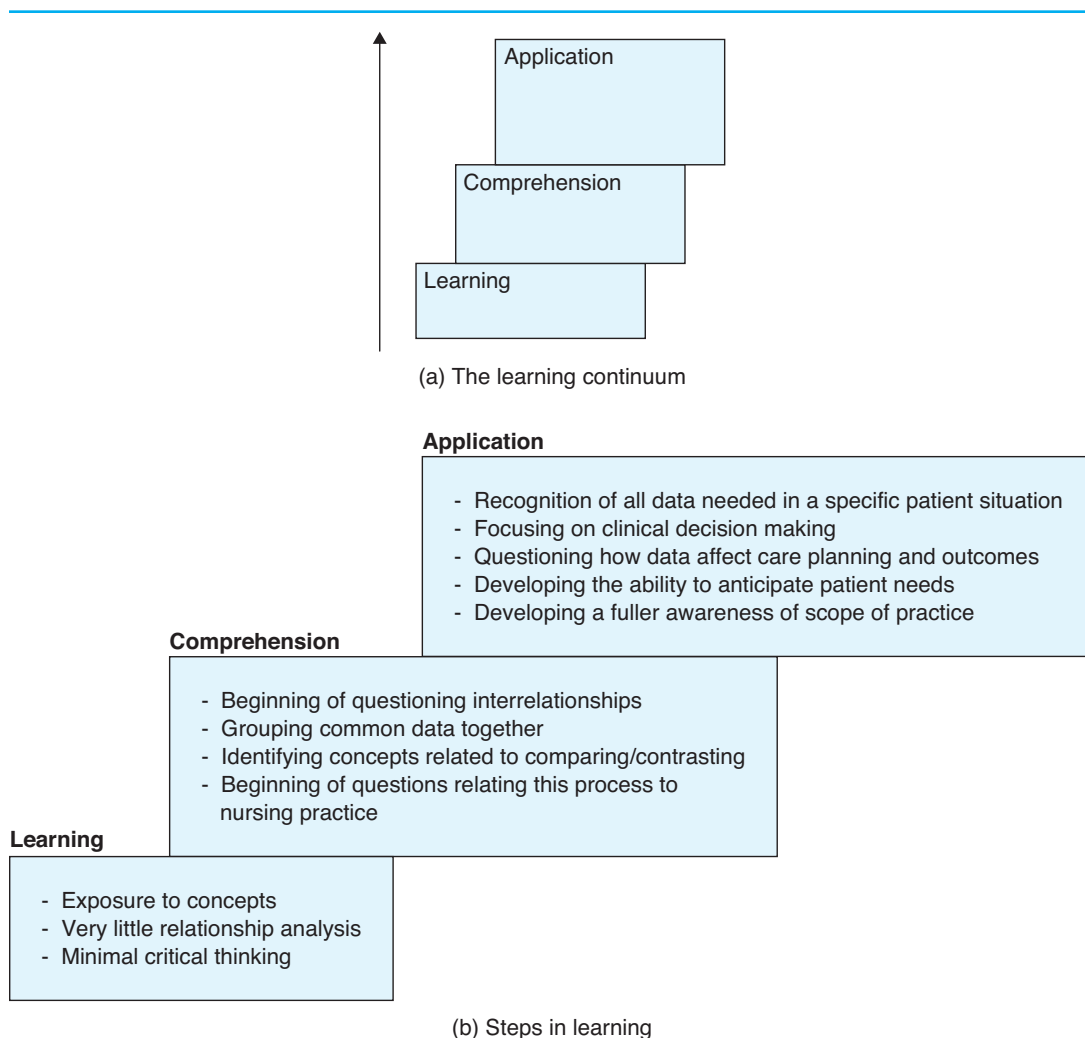 Application
Comprehension
Learning
(a) The learning continuum
Application
- Recognition of all data needed in a specific patient situation
- Focusing on clinical decision making
- Questioning how data affect care planning and outcomes
- Developing the ability to anticipate patient needs
- Developing a fuller awareness of scope of practice
Comprehension
- Beginning of questioning interrelationships
- Grouping common data together
- Identifying concepts related to comparing/contrasting
- Beginning of questions relating this process to
nursing practice
Learning
- Exposure to concepts
- Very little relationship analysis
- Minimal critical thinking
(b) Steps in learning